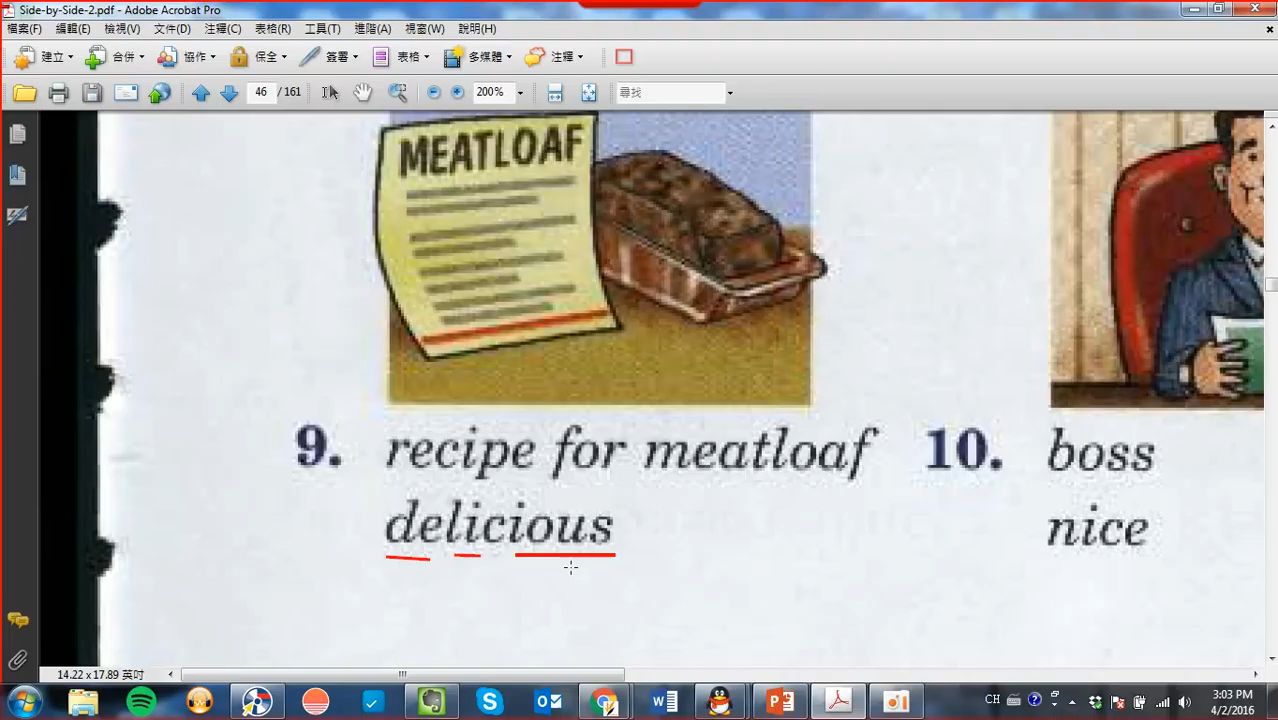 Side-by-Side-2.pdf - Adobe Acrobat Pro
檔案(F) 編輯(E) 檢視(V) 文件(D) 注釋(C) 表格(R) 工具(T) 進階(A) 視窗(W) 說明(H)
建立 合併 協作 保全 簽署 表格 多媒體 注釋
46 / 161 200% 尋找
MEATLOAF
9. recipe for meatloaf
delicious
10. boss
nice
14.22 x 17.89 英吋
CH 3:03 PM
4/2/2016